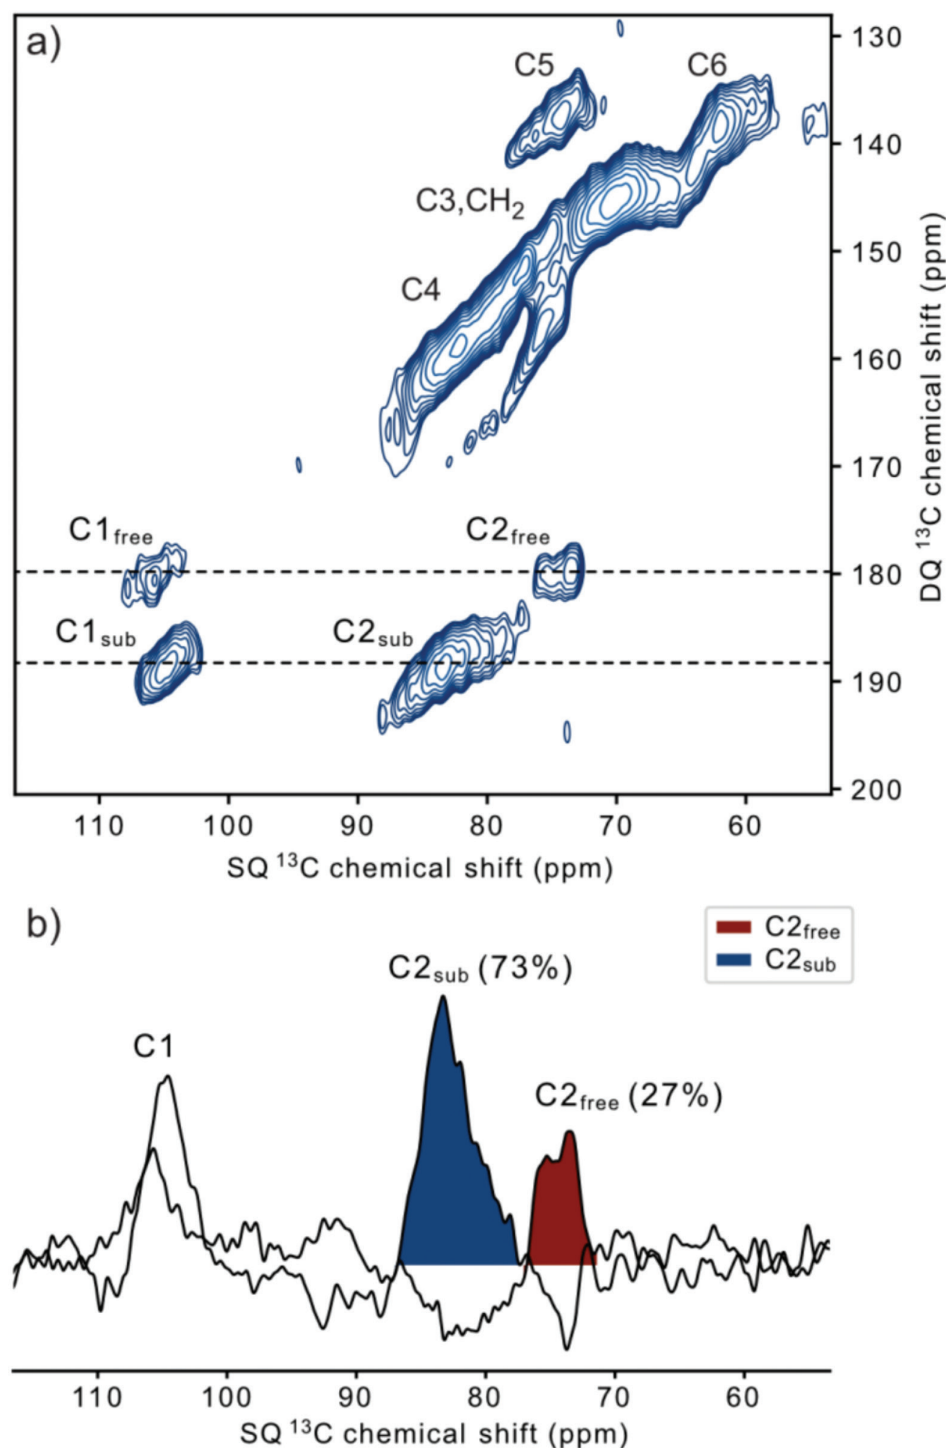 a)
C5
C6
C3,CH₂
C4
C1free
C2free
C1sub
C2sub
130
140
150
160
170
180
190
200
DQ ¹³C chemical shift (ppm)
110 100 90 80 70 60
SQ ¹³C chemical shift (ppm)
b)
C2free
C2sub
C2sub (73%)
C1
C2free (27%)
110 100 90 80 70 60
SQ ¹³C chemical shift (ppm)